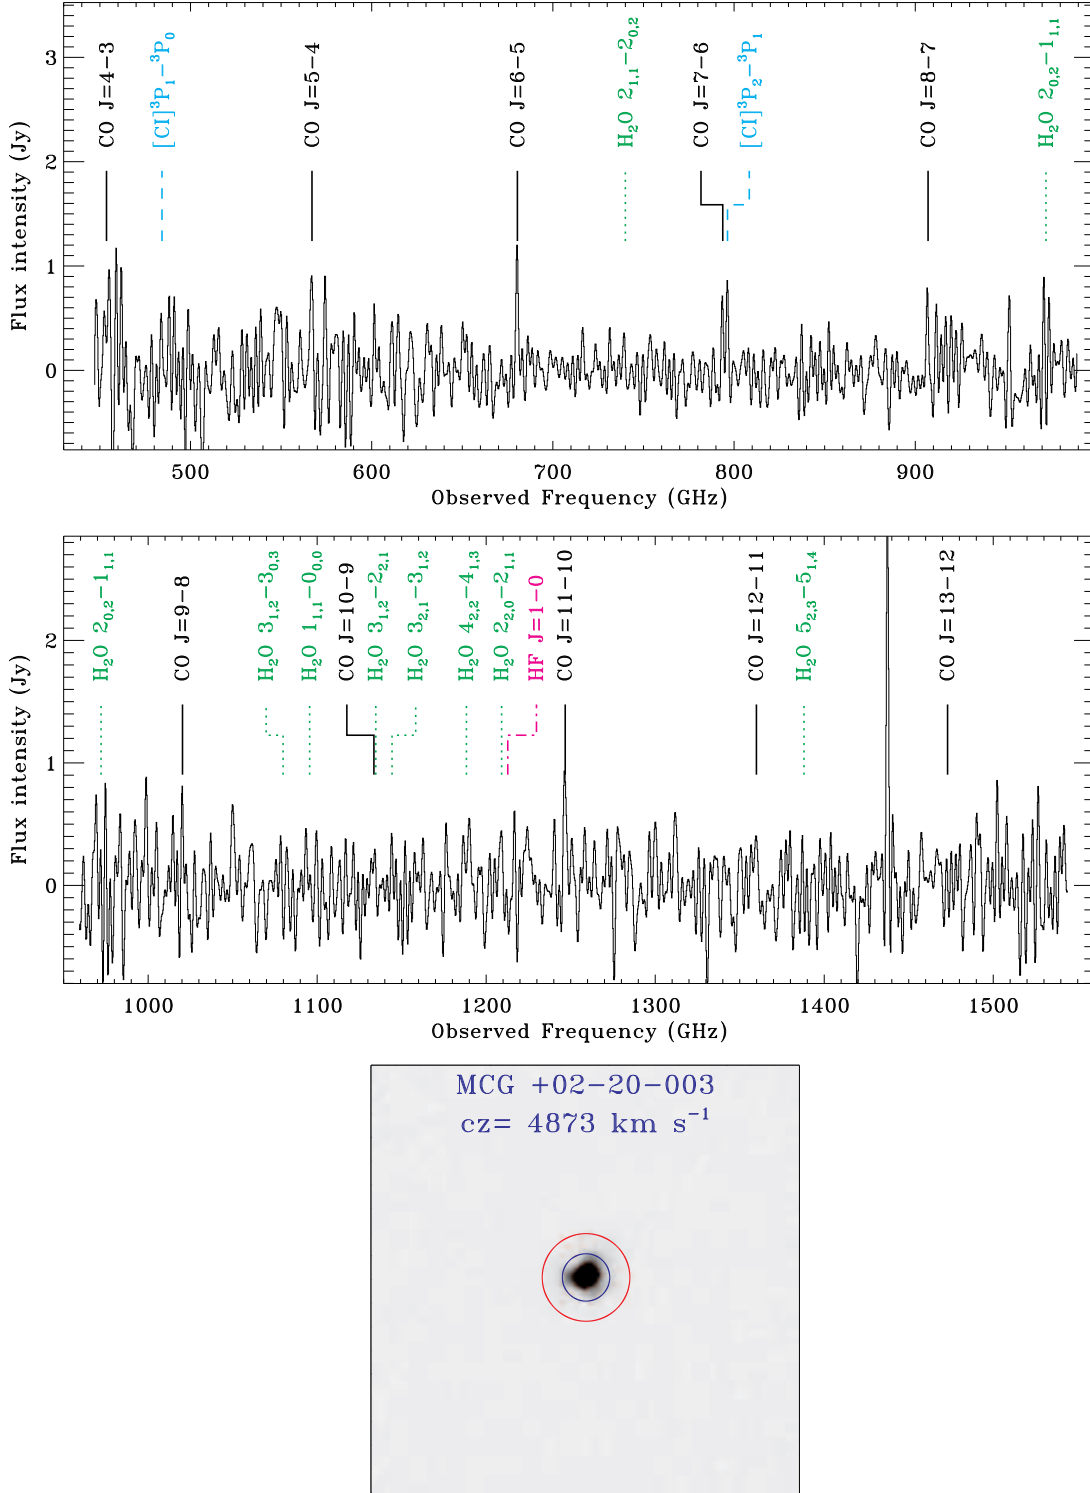 3
2
1
0
Flux intensity (Jy)
CO J=4−3
[CI]³P₁−³P₀
CO J=5−4
CO J=6−5
H₂O 2₁,₁−2₀,₂
CO J=7−6
[CI]³P₂−³P₁
CO J=8−7
H₂O 2₀,₂−1₁,₁
500 600 700 800 900
Observed Frequency (GHz)
2
1
0
Flux intensity (Jy)
H₂O 2₀,₂−1₁,₁
CO J=9−8
H₂O 3₁,₂−3₀,₃
H₂O 1₁,₁−0₀,₀
CO J=10−9
H₂O 3₁,₂−2₂,₁
H₂O 3₂,₁−3₁,₂
H₂O 4₂,₂−4₁,₃
H₂O 2₂,₀−2₁,₁
HF J=1−0
CO J=11−10
CO J=12−11
H₂O 5₂,₃−5₁,₄
CO J=13−12
1000 1100 1200 1300 1400 1500
Observed Frequency (GHz)
MCG +02−20−003
cz= 4873 km s⁻¹